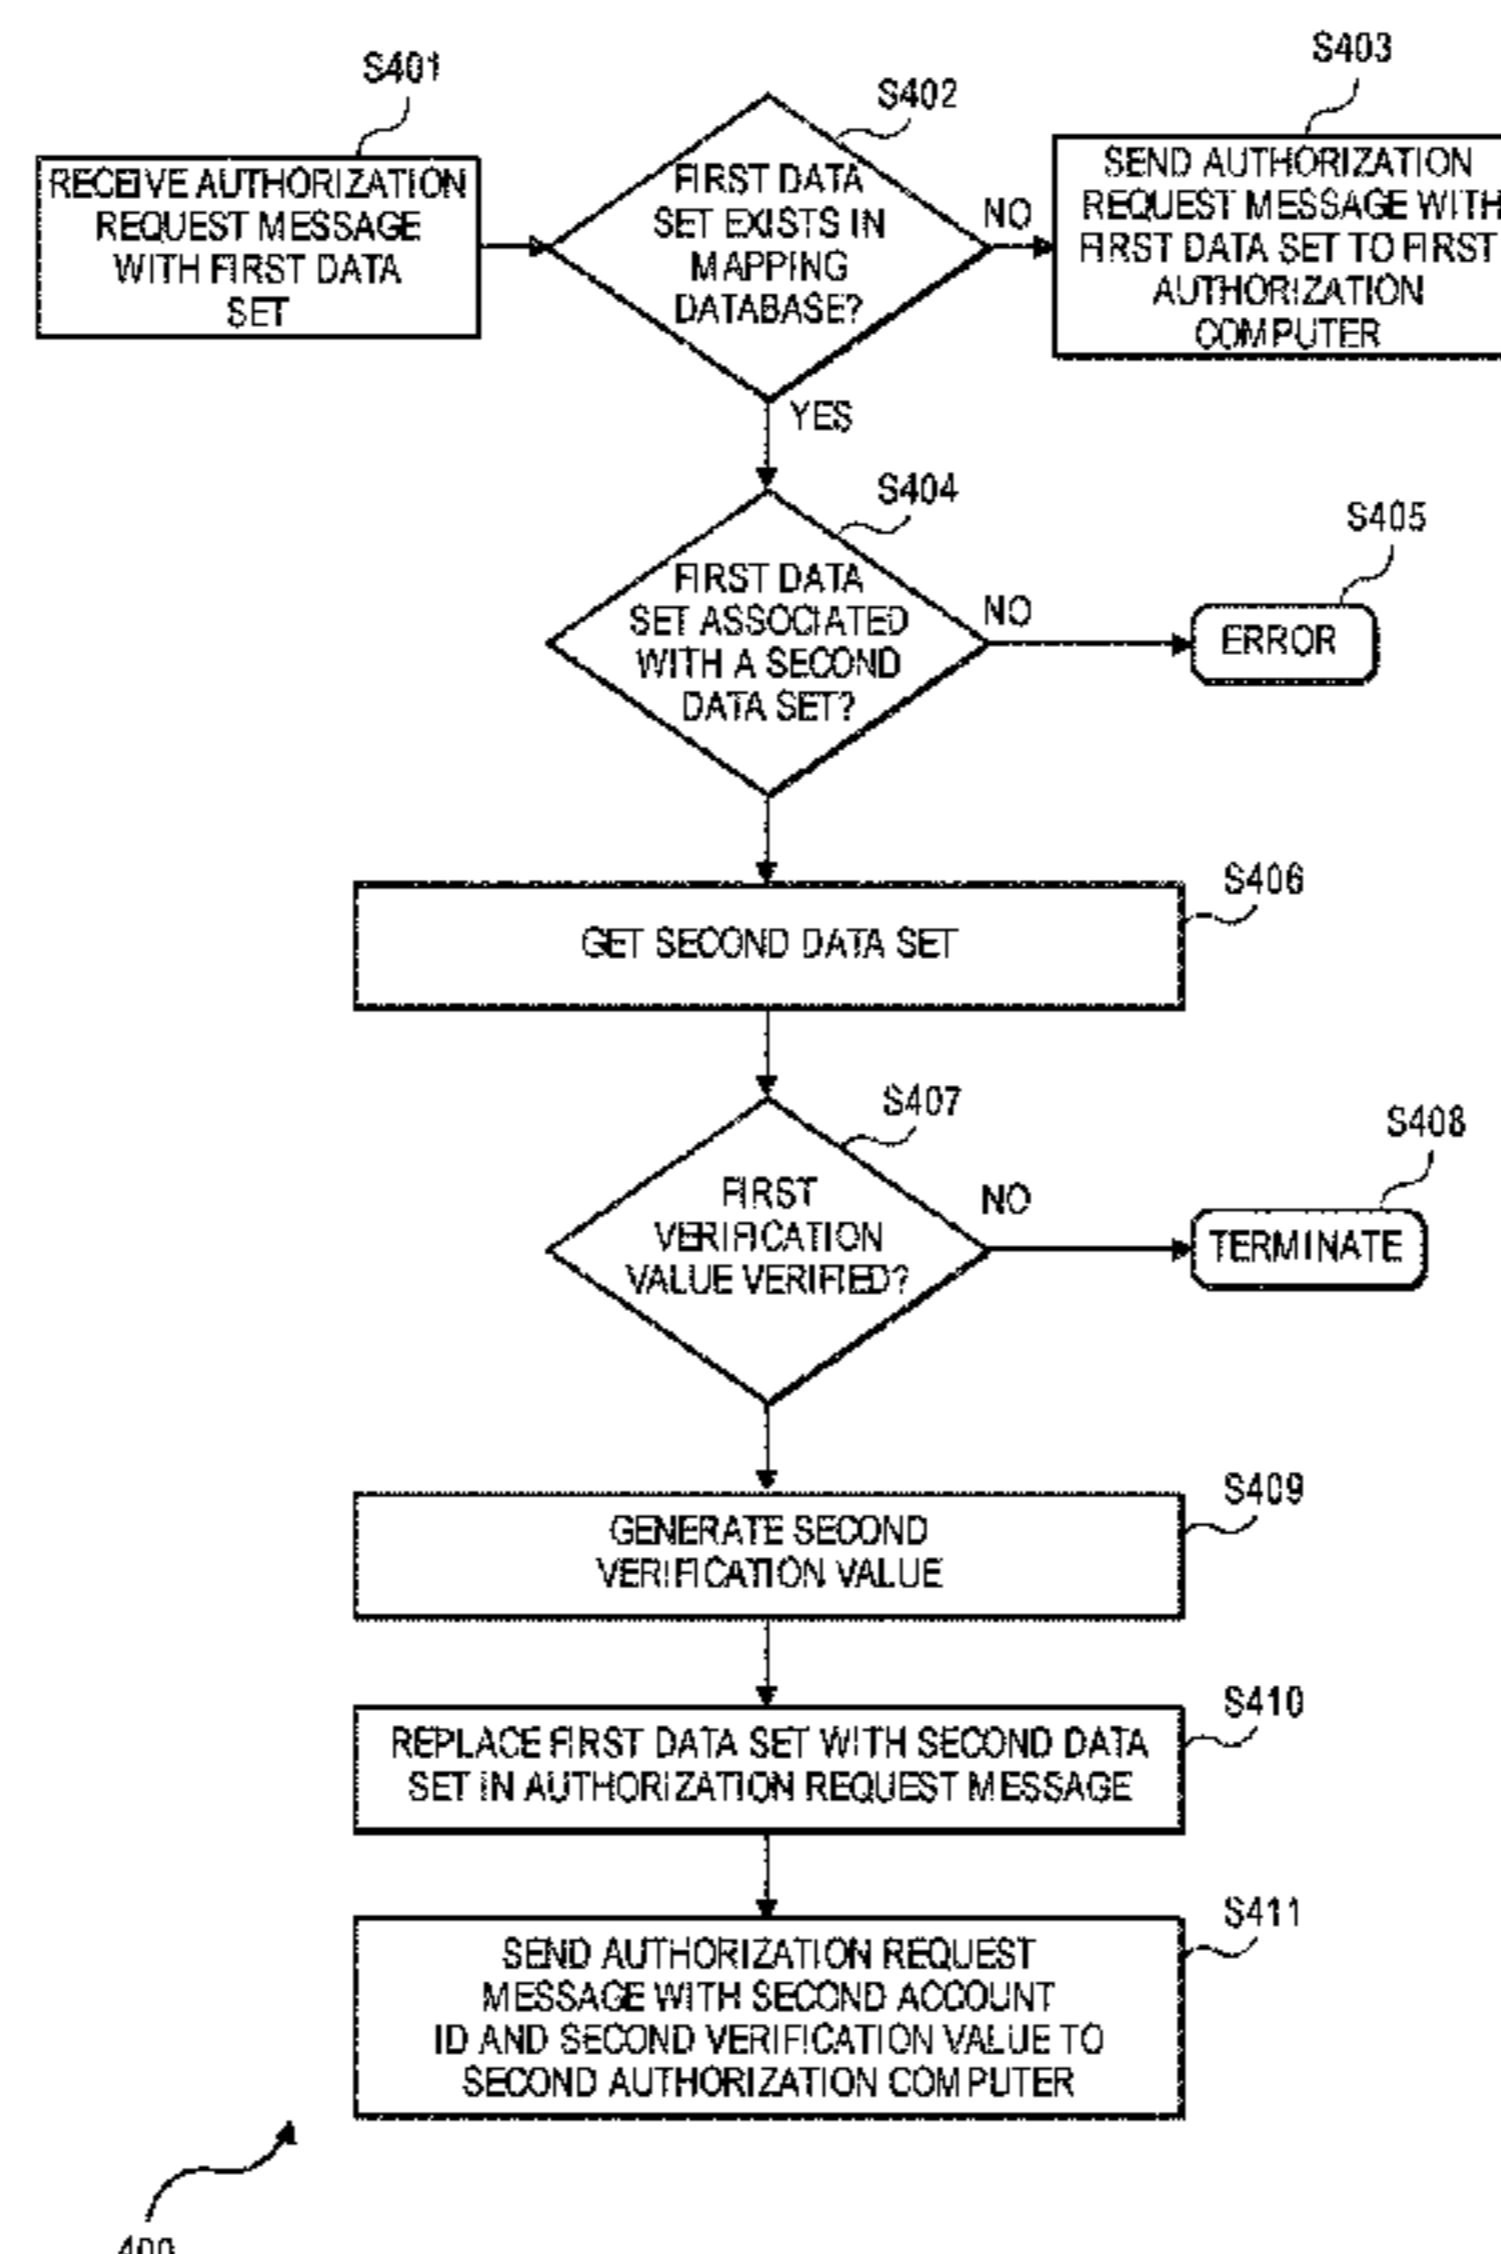 S401
RECEIVE AUTHORIZATION
REQUEST MESSAGE
WITH FIRST DATA
SET
S402
FIRST DATA
SET EXISTS IN
MAPPING
DATABASE?
NO
YES
S403
SEND AUTHORIZATION
REQUEST MESSAGE WITH
FIRST DATA SET TO FIRST
AUTHORIZATION
COMPUTER
S404
FIRST DATA
SET ASSOCIATED
WITH A SECOND
DATA SET?
NO
S405
ERROR
S406
GET SECOND DATA SET
S407
FIRST
VERIFICATION
VALUE VERIFIED?
NO
S408
TERMINATE
S409
GENERATE SECOND
VERIFICATION VALUE
S410
REPLACE FIRST DATA SET WITH SECOND DATA
SET IN AUTHORIZATION REQUEST MESSAGE
S411
SEND AUTHORIZATION REQUEST
MESSAGE WITH SECOND ACCOUNT
ID AND SECOND VERIFICATION VALUE TO
SECOND AUTHORIZATION COMPUTER
400